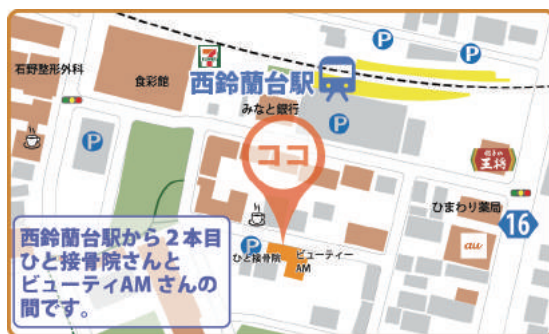 石野整形外科
食彩館
西鈴蘭台駅
みなと銀行
P
P
P
P
P
ココ
王将
ひまわり薬局
16
au
ひと接骨院
ビューティー
AM
西鈴蘭台駅から２本目
ひと接骨院さんと
ビューティAMさんの
間です。